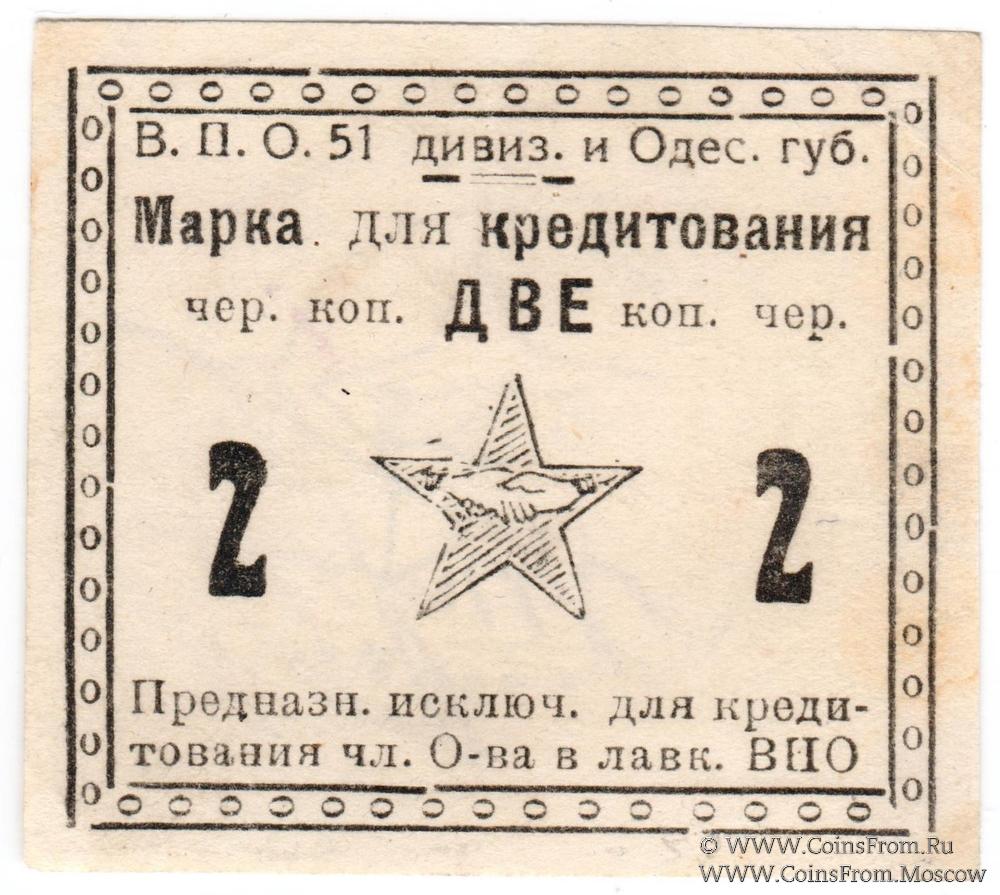 В. П. О. 51 дивиз. и Одес. губ.
Марка для кредитования
чер. коп. ДВЕ коп. чер.
2 2
Предназн. исключ. для креди-
тования чл. О-ва в лавк. ВПО
© WWW.CoinsFrom.Ru
WWW.CoinsFrom.Moscow